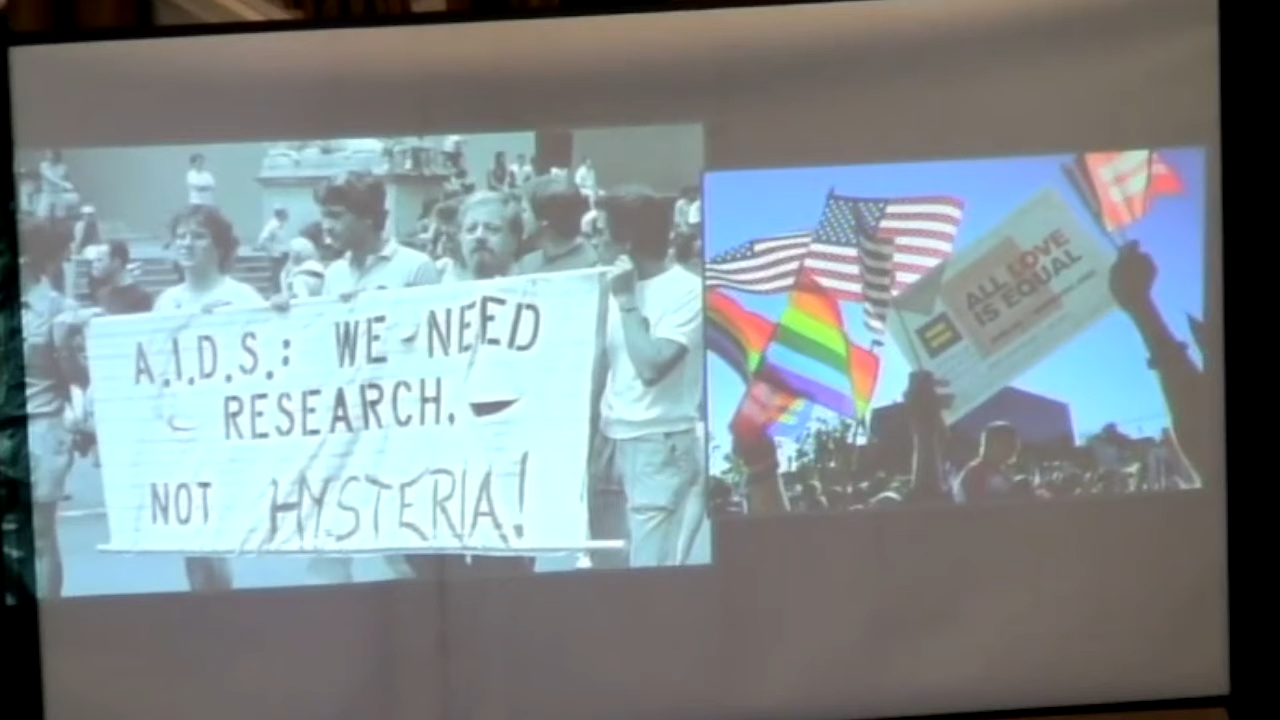 A.I.D.S.: WE NEED
RESEARCH.
NOT HYSTERIA!
ALL LOVE
IS EQUAL